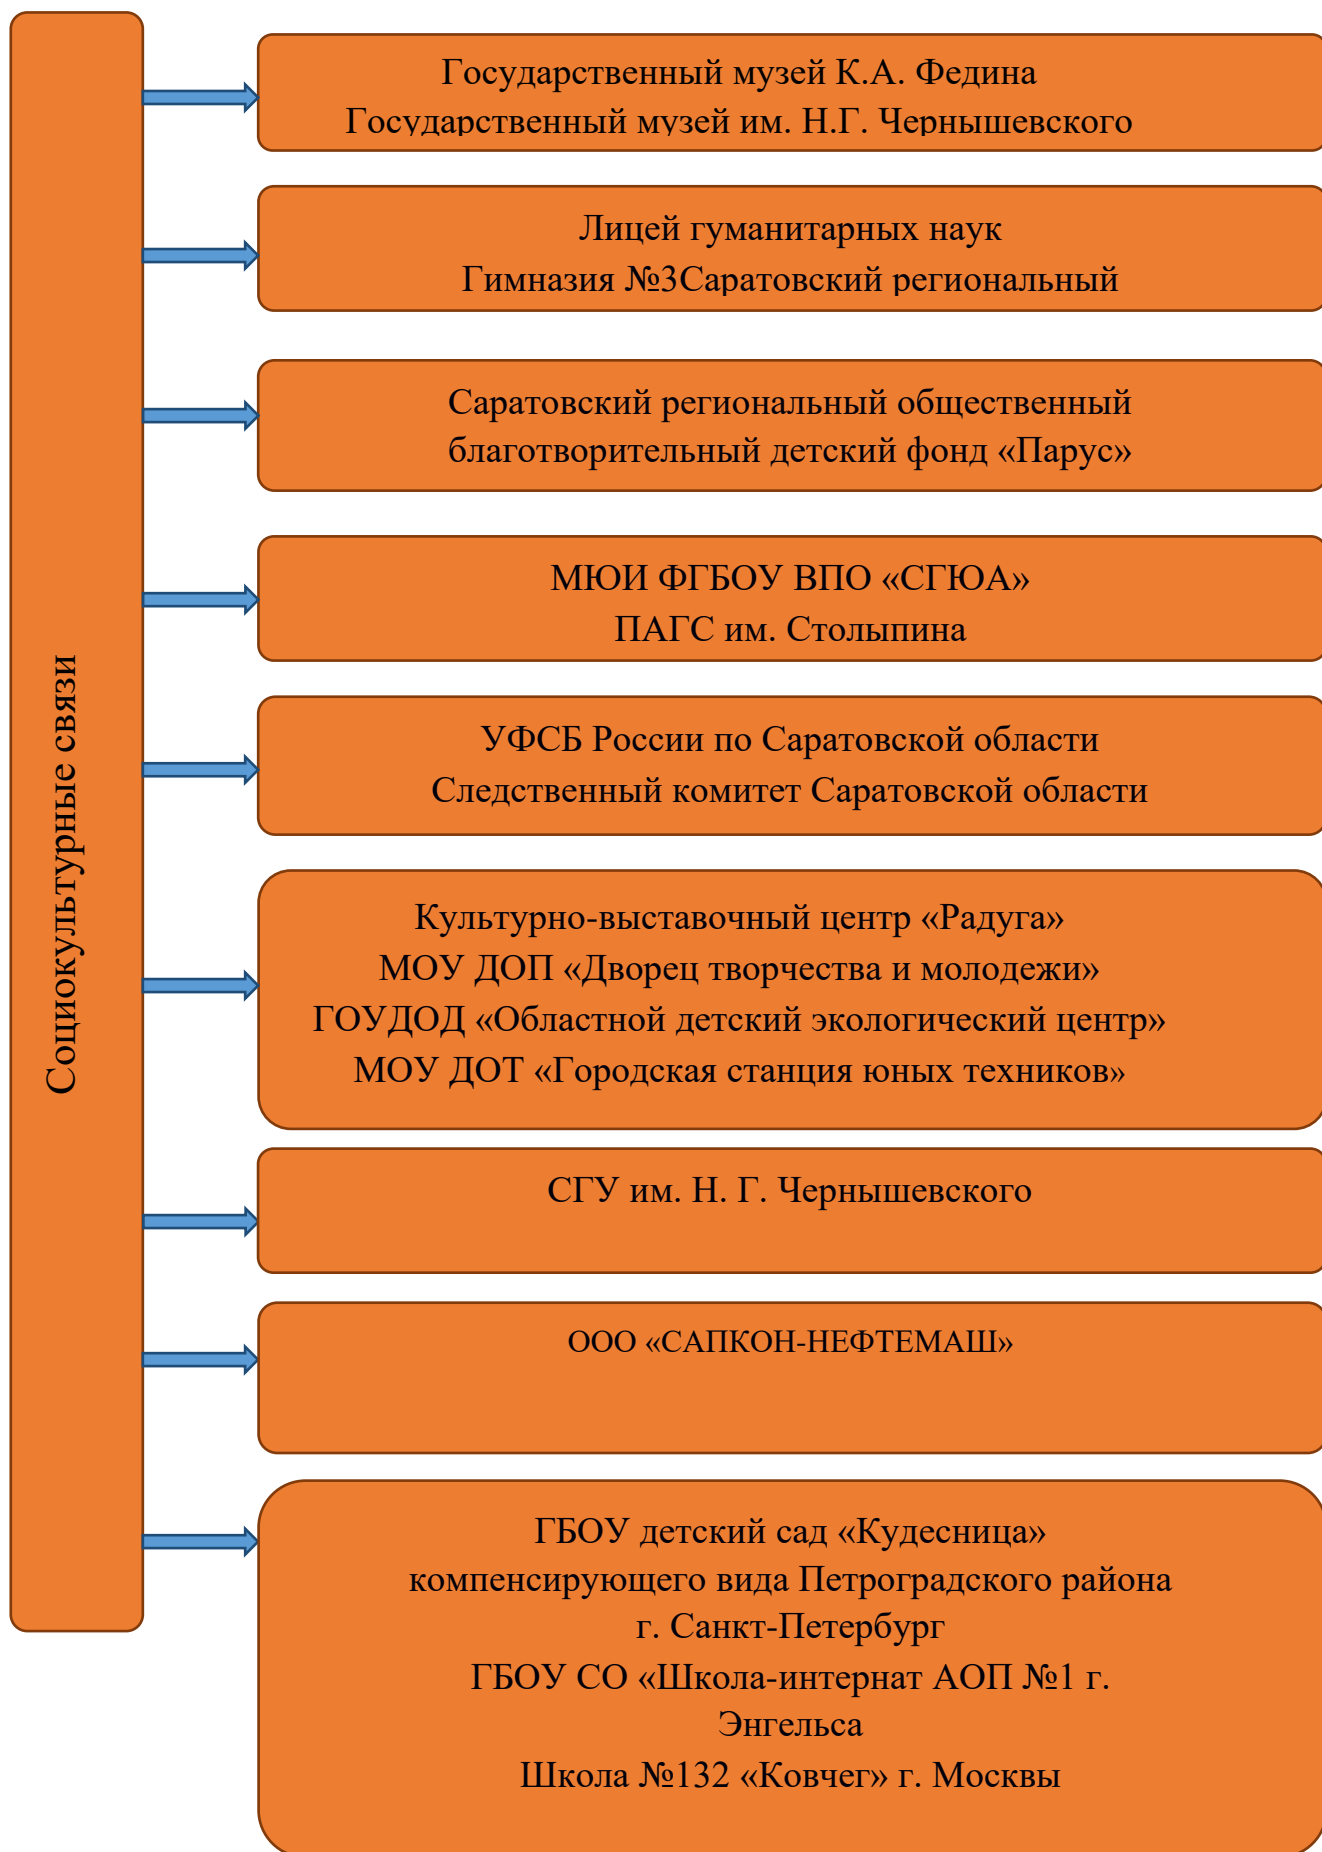 Социокультурные связи
Государственный музей К.А. Федина
Государственный музей им. Н.Г. Чернышевского
Лицей гуманитарных наук
Гимназия №3Саратовский региональный
Саратовский региональный общественный
благотворительный детский фонд «Парус»
МЮИ ФГБОУ ВПО «СГЮА»
ПАГС им. Столыпина
УФСБ России по Саратовской области
Следственный комитет Саратовской области
Культурно-выставочный центр «Радуга»
МОУ ДОП «Дворец творчества и молодежи»
ГОУДОД «Областной детский экологический центр»
МОУ ДОТ «Городская станция юных техников»
СГУ им. Н. Г. Чернышевского
ООО «САПКОН-НЕФТЕМАШ»
ГБОУ детский сад «Кудесница»
компенсирующего вида Петроградского района
г. Санкт-Петербург
ГБОУ СО «Школа-интернат АОП №1 г.
Энгельса
Школа №132 «Ковчег» г. Москвы